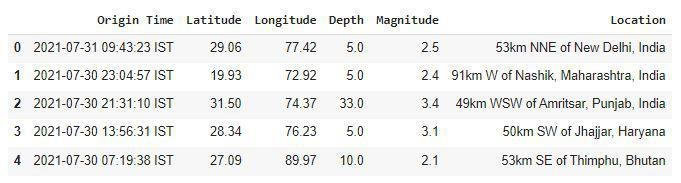 Origin Time Latitude Longitude Depth Magnitude Location
0 2021-07-31 09:43:23 IST 29.06 77.42 5.0 2.5 53km NNE of New Delhi, India
1 2021-07-30 23:04:57 IST 19.93 72.92 5.0 2.4 91km W of Nashik, Maharashtra, India
2 2021-07-30 21:31:10 IST 31.50 74.37 33.0 3.4 49km WSW of Amritsar, Punjab, India
3 2021-07-30 13:56:31 IST 28.34 76.23 5.0 3.1 50km SW of Jhajjar, Haryana
4 2021-07-30 07:19:38 IST 27.09 89.97 10.0 2.1 53km SE of Thimphu, Bhutan